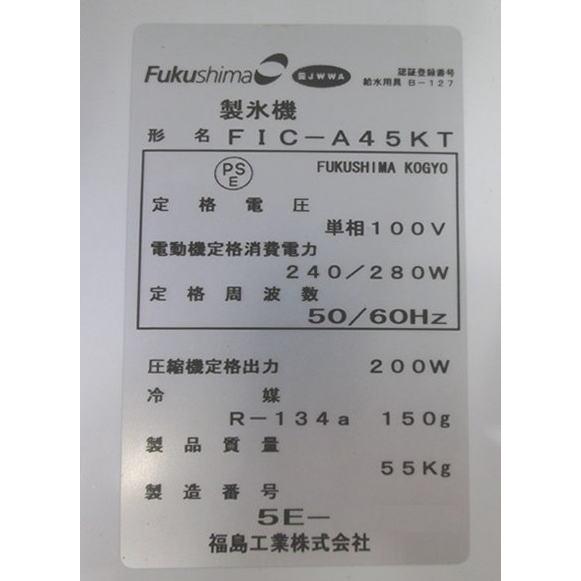 Fukushima JWWA 認証登録番号
給水用具 B-127
製氷機
形名 FIC-A45KT
PS E FUKUSHIMA KOGYO
定格電圧
単相100V
電動機定格消費電力
240/280W
定格周波数
50/60Hz
圧縮機定格出力 200W
冷媒
R-134a 150g
製品質量
55Kg
製造番号
5E-
福島工業株式会社